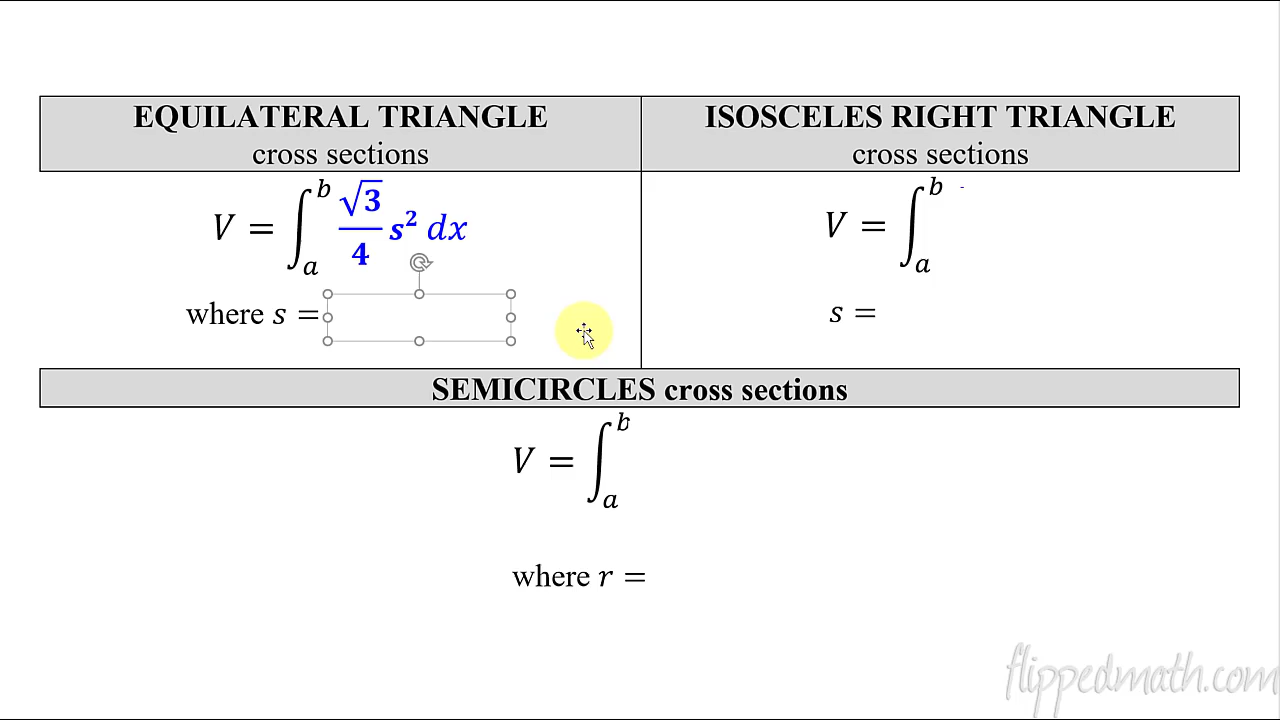 EQUILATERAL TRIANGLE
cross sections
V = ∫_a^b √3/4 s² dx
where s =
ISOSCELES RIGHT TRIANGLE
cross sections
V = ∫_a^b
s =
SEMICIRCLES cross sections
V = ∫_a^b
where r =
flippedmath.com